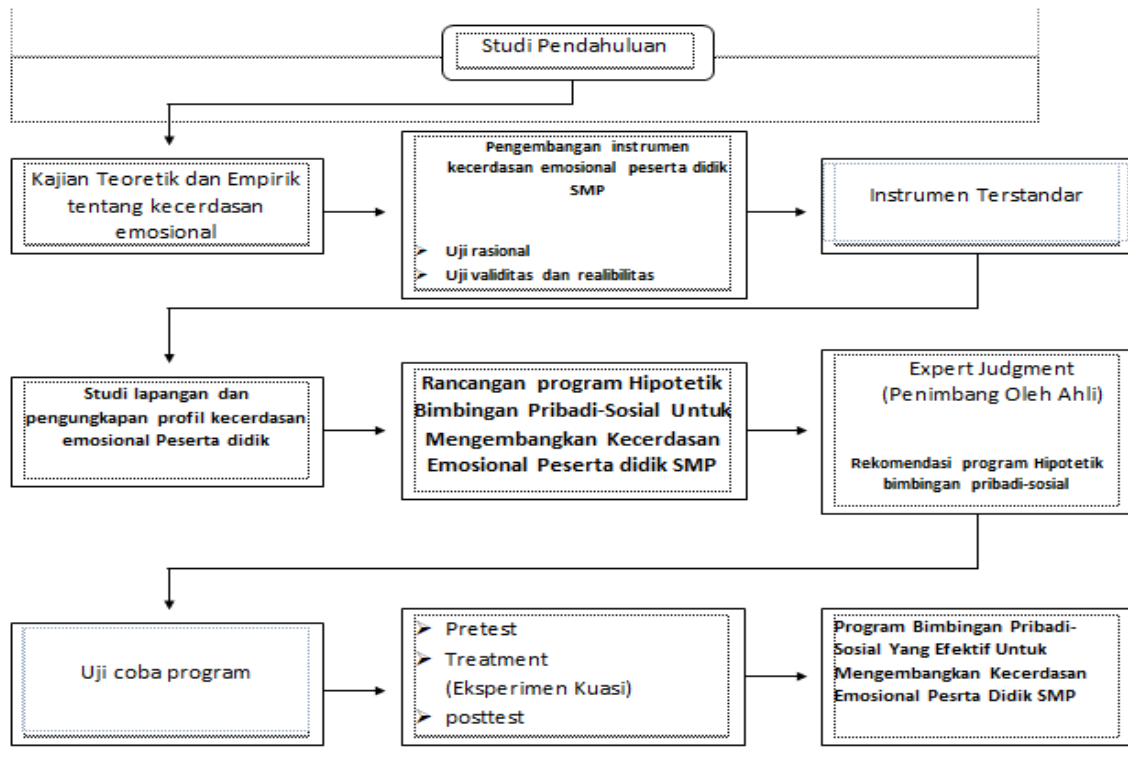 Studi Pendahuluan
Kajian Teoretik dan Empirik
tentang kecerdasan
emosional
Pengembangan instrumen
kecerdasan emosional peserta didik
SMP
➢ Uji rasional
➢ Uji validitas dan realibilitas
Instrumen Terstandar
Studi lapangan dan
pengungkapan profil kecerdasan
emosional Peserta didik
Rancangan program Hipotetik
Bimbingan Pribadi-Sosial Untuk
Mengembangkan Kecerdasan
Emosional Peserta didik SMP
Expert Judgment
(Penimbang Oleh Ahli)
Rekomendasi program Hipotetik
bimbingan pribadi-sosial
Uji coba program
➢ Pretest
➢ Treatment
(Eksperimen Kuasi)
➢ posttest
Program Bimbingan Pribadi-
Sosial Yang Efektif Untuk
Mengembangkan Kecerdasan
Emosional Pesrta Didik SMP